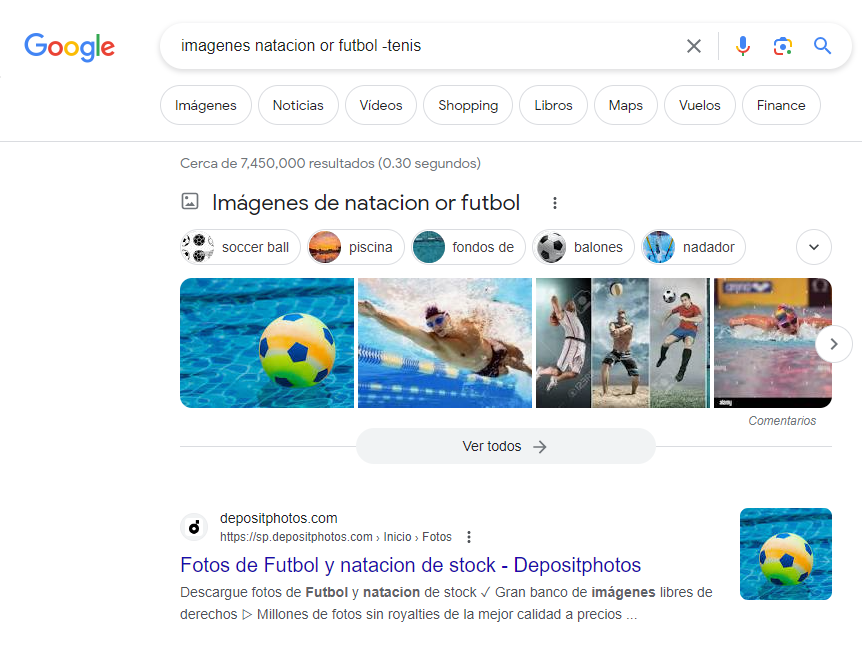 Google
imagenes natacion or futbol -tenis
Imágenes
Noticias
Vídeos
Shopping
Libros
Maps
Vuelos
Finance
Cerca de 7,450,000 resultados (0.30 segundos)
Imágenes de natacion or futbol
soccer ball
piscina
fondos de
balones
nadador
arena
alamy
Comentarios
Ver todos →
depositphotos.com
https://sp.depositphotos.com › Inicio › Fotos
Fotos de Futbol y natacion de stock - Depositphotos
Descargue fotos de Futbol y natacion de stock ✓ Gran banco de imágenes libres de
derechos ▷ Millones de fotos sin royalties de la mejor calidad a precios ...